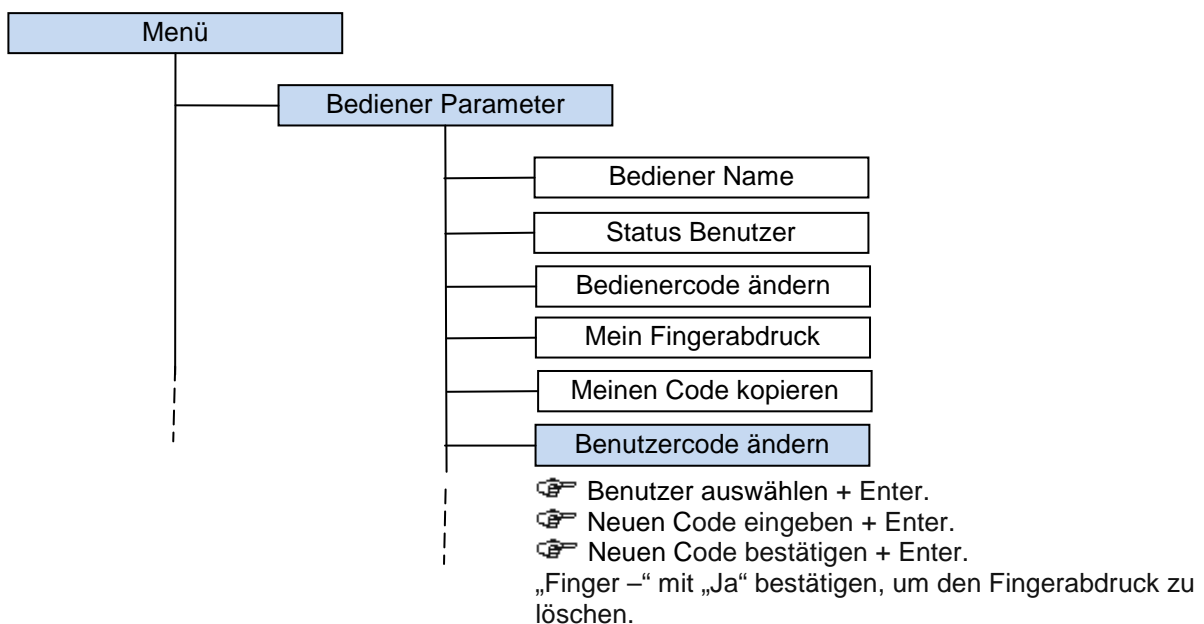 Menü
Bediener Parameter
Bediener Name
Status Benutzer
Bedienercode ändern
Mein Fingerabdruck
Meinen Code kopieren
Benutzercode ändern
Benutzer auswählen + Enter.
Neuen Code eingeben + Enter.
Neuen Code bestätigen + Enter.
„Finger –“ mit „Ja“ bestätigen, um den Fingerabdruck zu
löschen.